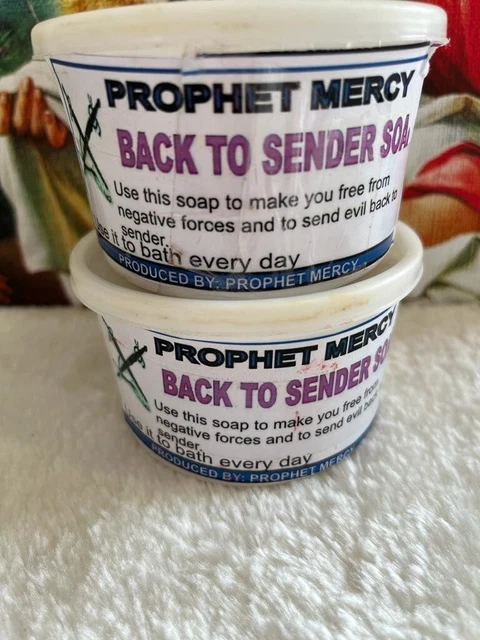 PROPHET MERCY
BACK TO SENDER SOA
Use this soap to make you free from
negative forces and to send evil back to
sender.
it to bath every day
PRODUCED BY: PROPHET MERCY
PROPHET MERCY
BACK TO SENDER SO
Use this soap to make you free from
negative forces and to send evil back
sender.
it to bath every day
PRODUCED BY: PROPHET MERCY